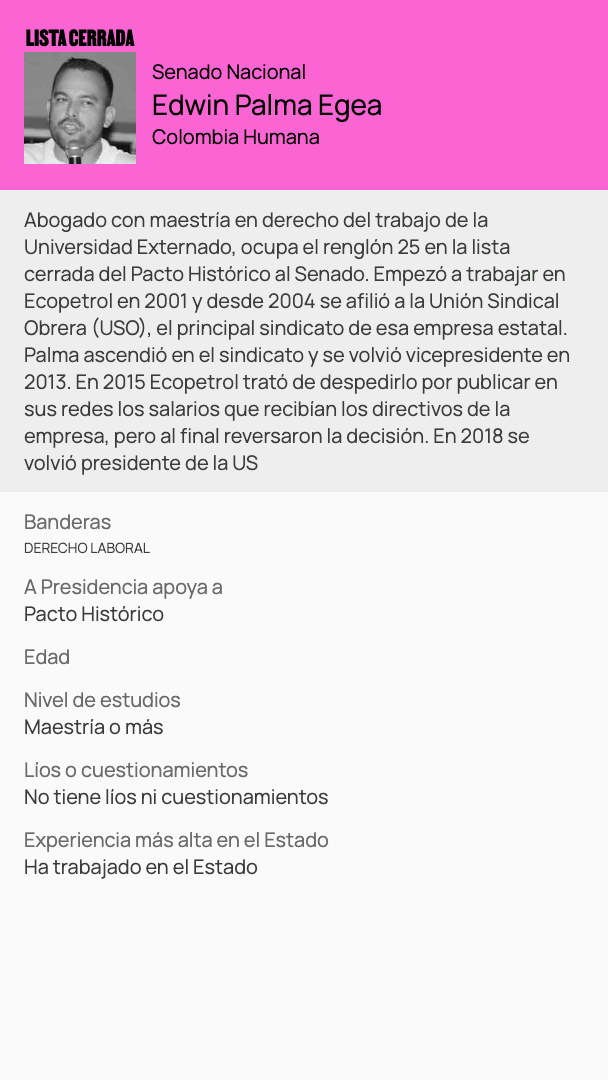 LISTA CERRADA
Senado Nacional
Edwin Palma Egea
Colombia Humana
Abogado con maestría en derecho del trabajo de la
Universidad Externado, ocupa el renglón 25 en la lista
cerrada del Pacto Histórico al Senado. Empezó a trabajar en
Ecopetrol en 2001 y desde 2004 se afilió a la Unión Sindical
Obrera (USO), el principal sindicato de esa empresa estatal.
Palma ascendió en el sindicato y se volvió vicepresidente en
2013. En 2015 Ecopetrol trató de despedirlo por publicar en
sus redes los salarios que recibían los directivos de la
empresa, pero al final reversaron la decisión. En 2018 se
volvió presidente de la US
Banderas
DERECHO LABORAL
A Presidencia apoya a
Pacto Histórico
Edad
Nivel de estudios
Maestría o más
Líos o cuestionamientos
No tiene líos ni cuestionamientos
Experiencia más alta en el Estado
Ha trabajado en el Estado